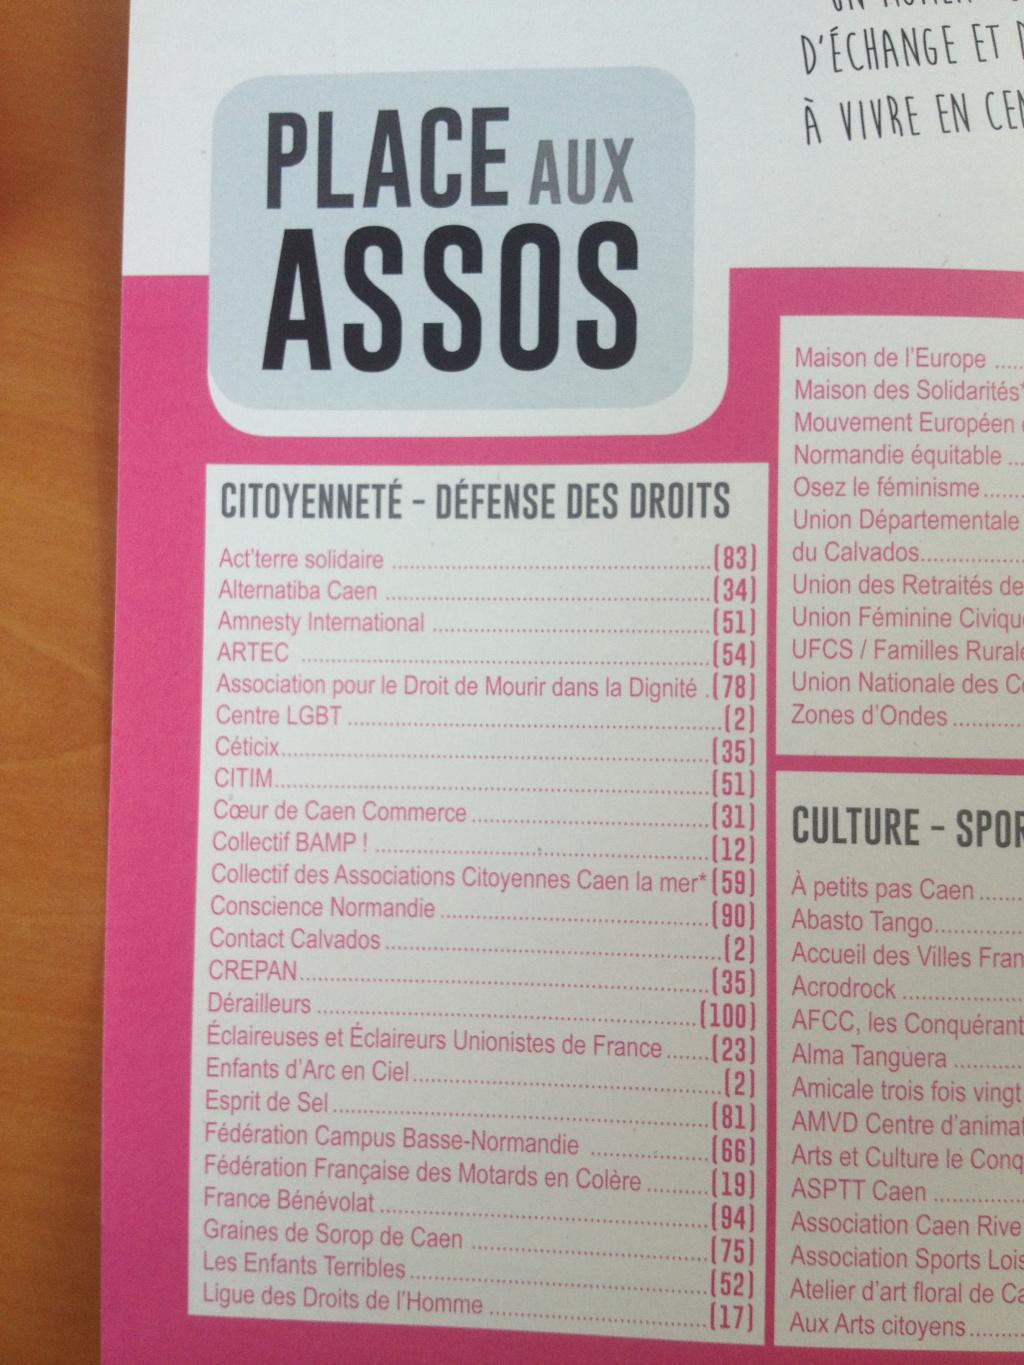 D'ÉCHANGE ET
À VIVRE EN
PLACE AUX
ASSOS
CITOYENNETÉ - DÉFENSE DES DROITS
Act'terre solidaire ........ (83)
Alternatiba Caen ........ (34)
Amnesty International ........ (51)
ARTEC ........ (54)
Association pour le Droit de Mourir dans la Dignité .(78)
Centre LGBT ........ (2)
Céticix ........ (35)
CITIM ........ (51)
Cœur de Caen Commerce ........ (31)
Collectif BAMP ! ........ (12)
Collectif des Associations Citoyennes Caen la mer* (59)
Conscience Normandie ........ (90)
Contact Calvados ........ (2)
CREPAN ........ (35)
Dérailleurs ........ (100)
Éclaireuses et Éclaireurs Unionistes de France ....... (23)
Enfants d'Arc en Ciel ........ (2)
Esprit de Sel ........ (81)
Fédération Campus Basse-Normandie ........ (66)
Fédération Française des Motards en Colère ........ (19)
France Bénévolat ........ (94)
Graines de Sorop de Caen ........ (75)
Les Enfants Terribles ........ (52)
Ligue des Droits de l'Homme ........ (17)
Maison de l'Europe .....
Maison des Solidarités*
Mouvement Européen
Normandie équitable ...
Osez le féminisme ......
Union Départementale
du Calvados ........
Union des Retraités de
Union Féminine Civique
UFCS / Familles Rurale
Union Nationale des
Zones d'Ondes ........
CULTURE - SPOR
À petits pas Caen .......
Abasto Tango ........
Accueil des Villes Fran
Acrodrock ........
AFCC, les Conquérant
Alma Tanguera ........
Amicale trois fois vingt
AMVD Centre d'animat
Arts et Culture le Conq
ASPTT Caen ........
Association Caen Rive
Association Sports Lois
Atelier d'art floral de Ca
Aux Arts citoyens ........